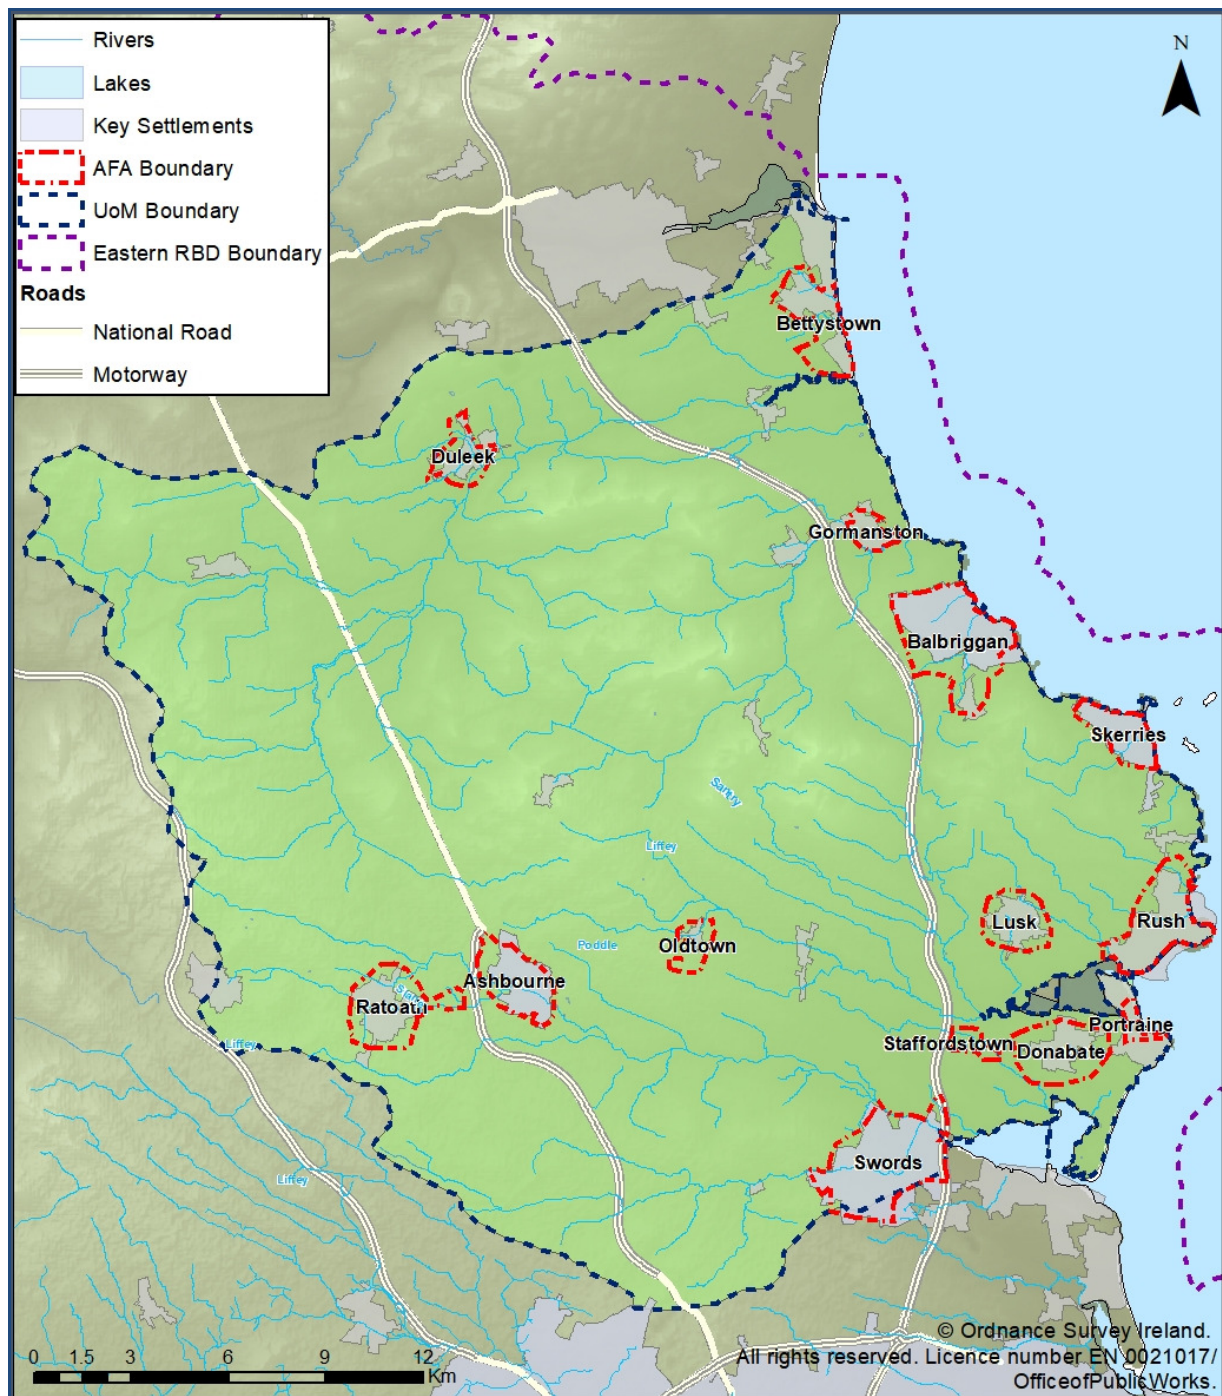 Rivers
Lakes
Key Settlements
AFA Boundary
UoM Boundary
Eastern RBD Boundary
Roads
National Road
Motorway
N
Bettystown
Duleek
Gormanston
Balbriggan
Skerries
Santry
Liffey
Lusk
Rush
Poddle
Oldtown
Ashbourne
Ratoath
Portraine
Staffordstown
Donabate
Liffey
Swords
Liffey
© Ordnance Survey Ireland.
0 1.5 3 6 9 12 Km
All rights reserved. Licence number EN 0021017/
OfficeofPublicWorks.